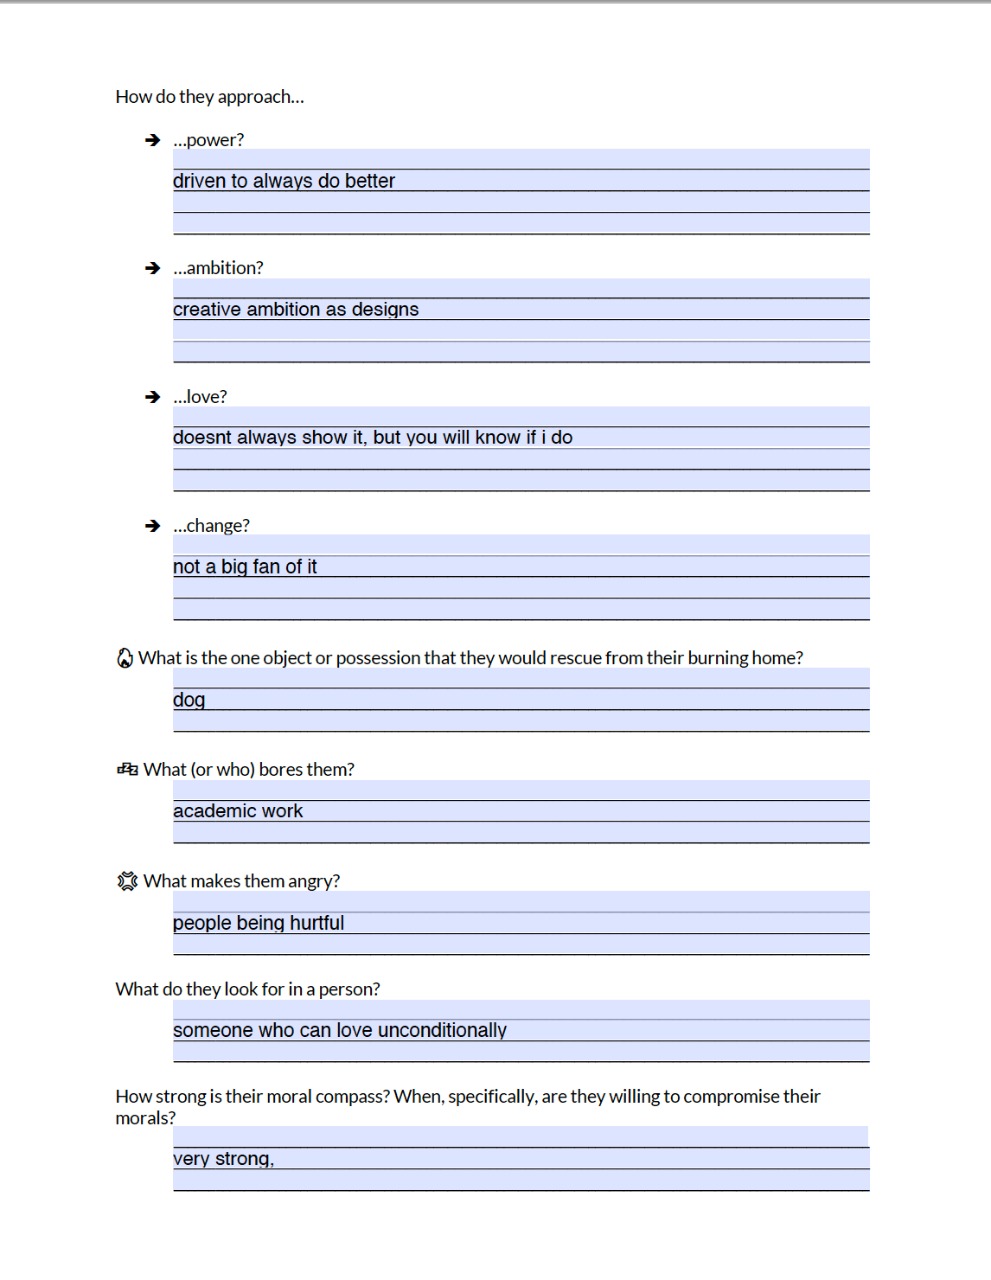 How do they approach…
➔ …power?
driven to always do better
➔ …ambition?
creative ambition as designs
➔ …love?
doesnt always show it, but you will know if i do
➔ …change?
not a big fan of it
What is the one object or possession that they would rescue from their burning home?
dog
What (or who) bores them?
academic work
What makes them angry?
people being hurtful
What do they look for in a person?
someone who can love unconditionally
How strong is their moral compass? When, specifically, are they willing to compromise their
morals?
very strong,